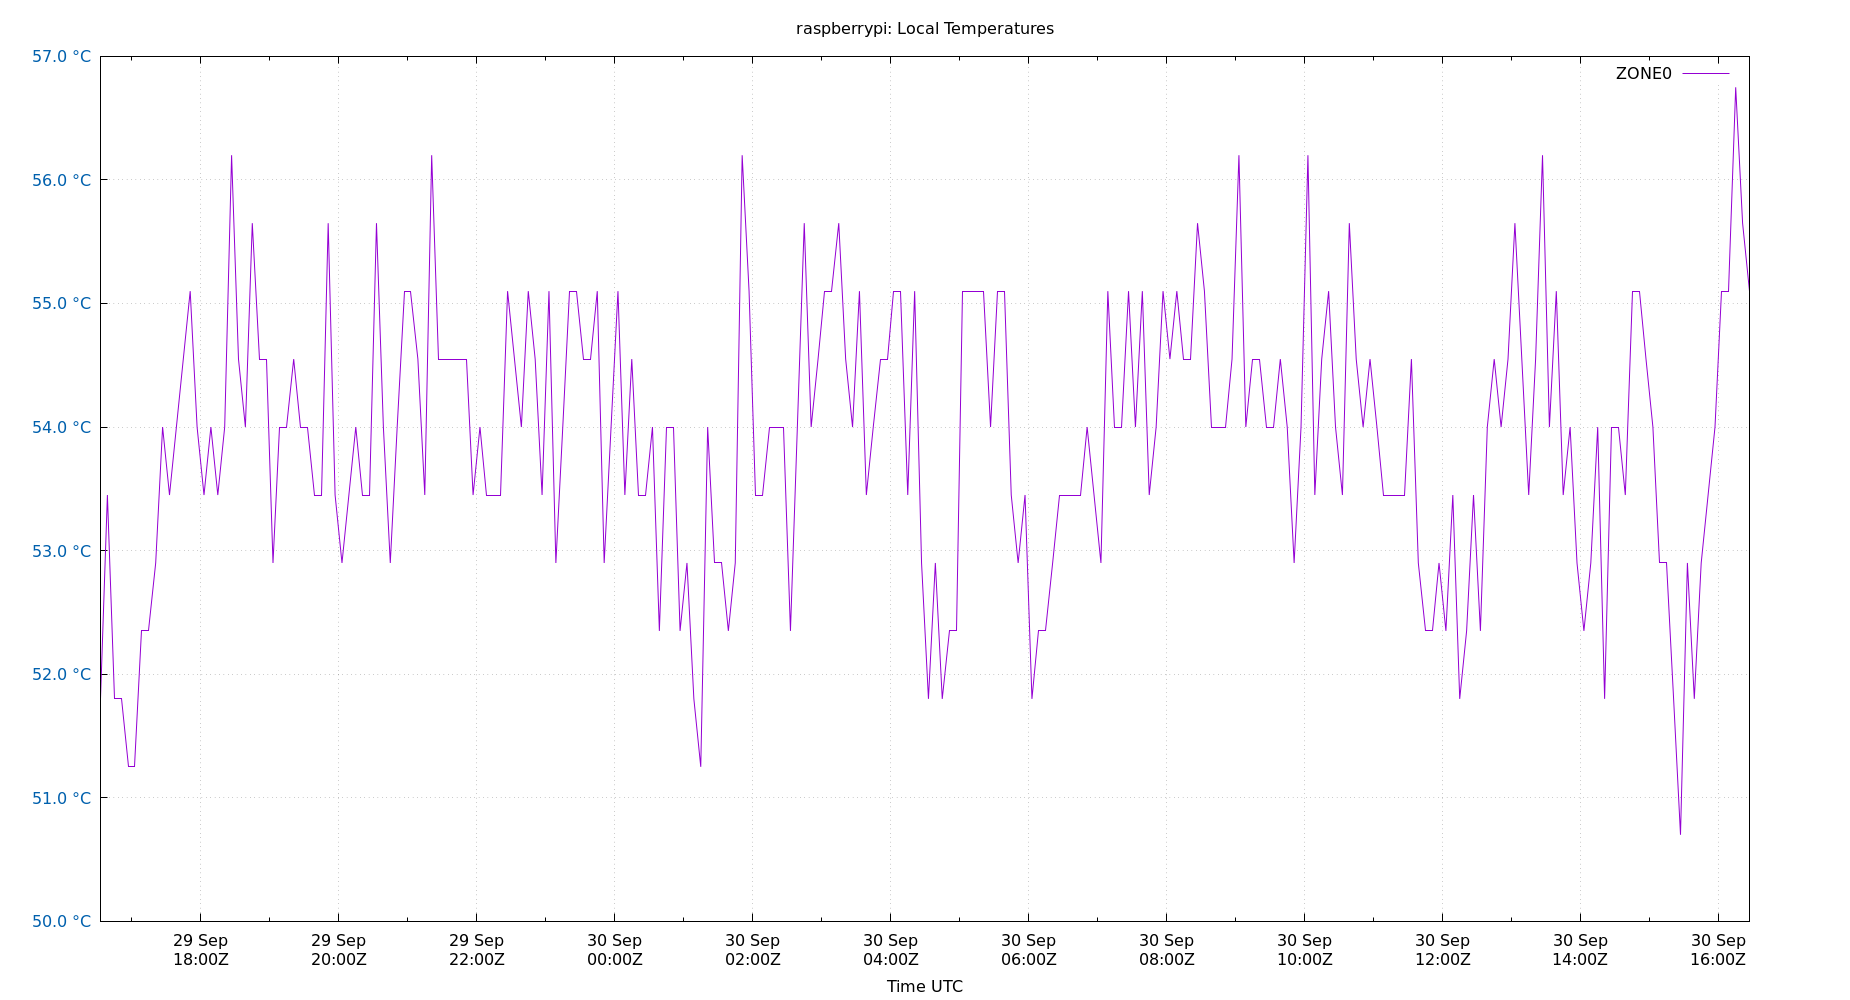 raspberrypi: Local Temperatures
57.0 °C
ZONE0
56.0 °C
55.0 °C
54.0 °C
53.0 °C
52.0 °C
51.0 °C
50.0 °C
29 Sep 29 Sep 29 Sep 30 Sep 30 Sep 30 Sep 30 Sep 30 Sep 30 Sep 30 Sep 30 Sep 30 Sep
18:00Z 20:00Z 22:00Z 00:00Z 02:00Z 04:00Z 06:00Z 08:00Z 10:00Z 12:00Z 14:00Z 16:00Z
Time UTC